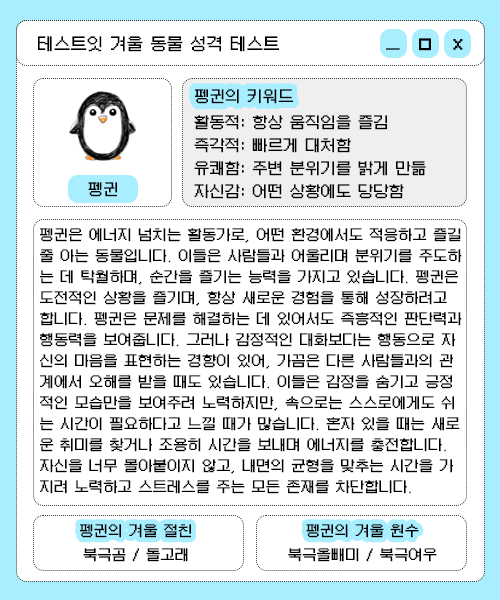 테스트잇 겨울 동물 성격 테스트
펭귄
펭귄의 키워드
활동적: 항상 움직임을 즐김
즉각적: 빠르게 대처함
유쾌함: 주변 분위기를 밝게 만듦
자신감: 어떤 상황에도 당당함
펭귄은 에너지 넘치는 활동가로, 어떤 환경에서도 적응하고 즐길
줄 아는 동물입니다. 이들은 사람들과 어울리며 분위기를 주도하
는 데 탁월하며, 순간을 즐기는 능력을 가지고 있습니다. 펭귄은
도전적인 상황을 즐기며, 항상 새로운 경험을 통해 성장하려고
합니다. 펭귄은 문제를 해결하는 데 있어서도 즉흥적인 판단력과
행동력을 보여줍니다. 그러나 감정적인 대화보다는 행동으로 자
신의 마음을 표현하는 경향이 있어, 가끔은 다른 사람들과의 관
계에서 오해를 받을 때도 있습니다. 이들은 감정을 숨기고 긍정
적인 모습만을 보여주려 노력하지만, 속으로는 스스로에게도 쉬
는 시간이 필요하다고 느낄 때가 많습니다. 혼자 있을 때는 새로
운 취미를 찾거나 조용히 시간을 보내며 에너지를 충전합니다.
자신을 너무 몰아붙이지 않고, 내면의 균형을 맞추는 시간을 가
지려 노력하고 스트레스를 주는 모든 존재를 차단합니다.
펭귄의 겨울 절친
북극곰 / 돌고래
펭귄의 겨울 원수
북극올빼미 / 북극여우